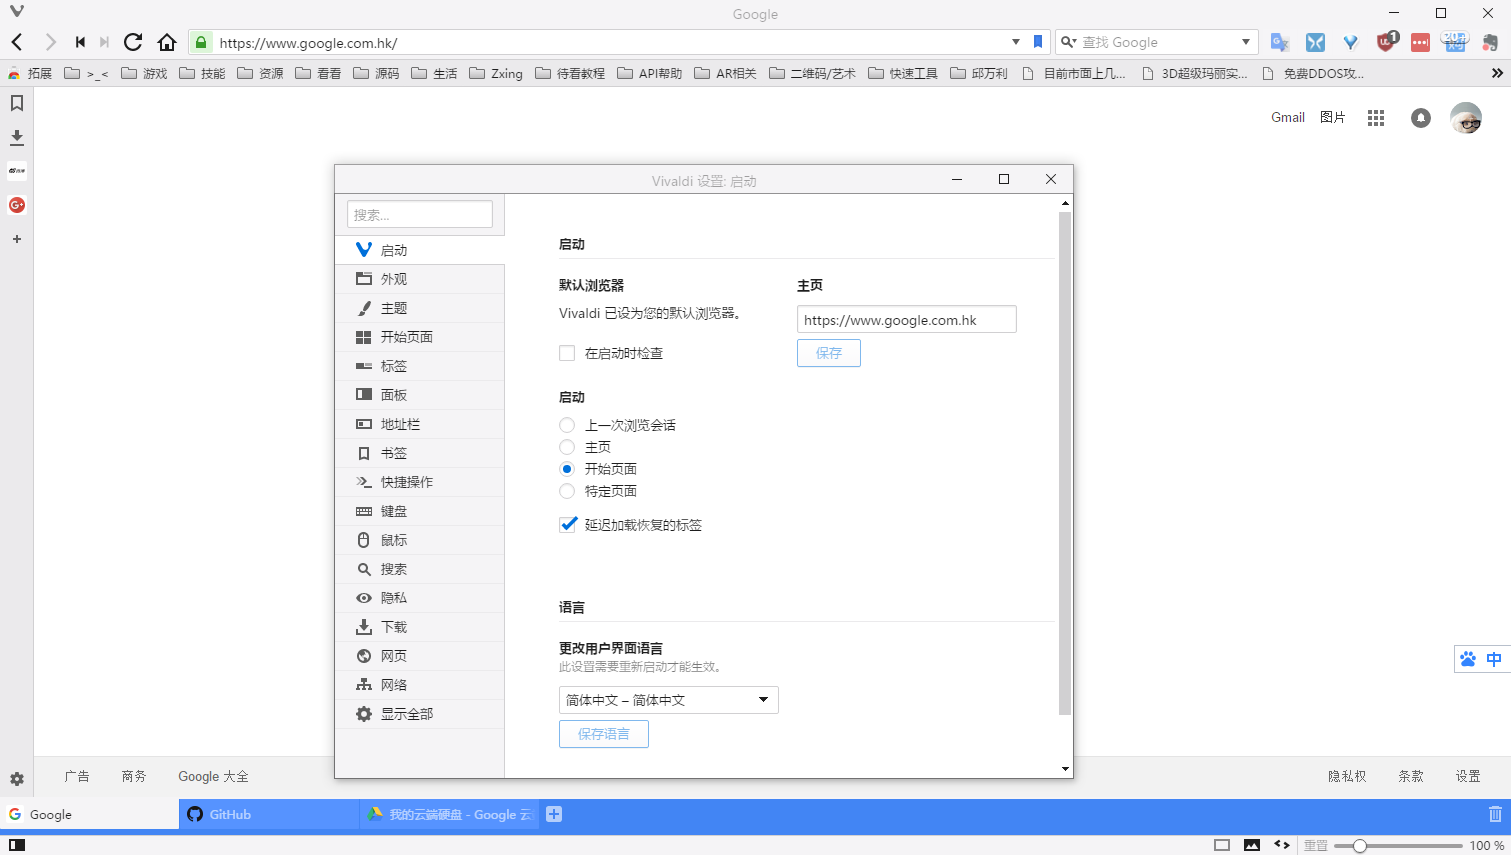 Google
https://www.google.com.hk/
查找 Google
1
拓展 >_< 游戏 技能 资源 看看 源码 生活 Zxing 待看教程 API帮助 AR相关 二维码/艺术 快速工具 邱万利 目前市面上几... 3D超级玛丽实... 免费DDOS攻...
Gmail 图片
Vivaldi 设置: 启动
搜索...
启动
外观
主题
开始页面
标签
面板
地址栏
书签
快捷操作
键盘
鼠标
搜索
隐私
下载
网页
网络
显示全部
启动
默认浏览器
Vivaldi 已设为您的默认浏览器。
在启动时检查
主页
https://www.google.com.hk
保存
启动
上一次浏览会话
主页
开始页面
特定页面
延迟加载恢复的标签
语言
更改用户界面语言
此设置需要重新启动才能生效。
简体中文 – 简体中文
保存语言
中
广告 商务 Google 大全 隐私权 条款 设置
Google GitHub 我的云端硬盘 - Google 云
重置 100 %